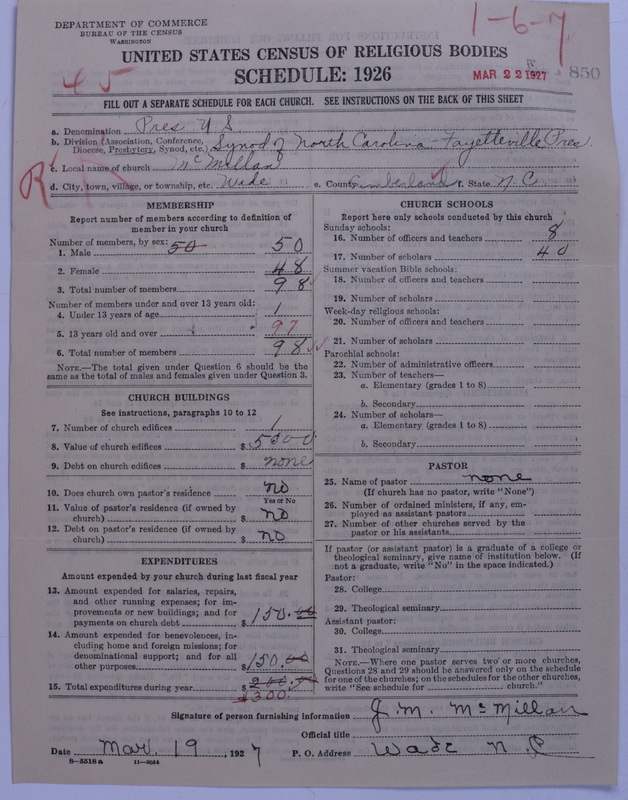 DEPARTMENT OF COMMERCE
BUREAU OF THE CENSUS
WASHINGTON
1-6-7
UNITED STATES CENSUS OF RELIGIOUS BODIES
SCHEDULE: 1926
45
MAR 22 1927
850
FILL OUT A SEPARATE SCHEDULE FOR EACH CHURCH. SEE INSTRUCTIONS ON THE BACK OF THIS SHEET
a. Denomination Pres U S
b. Division (Association, Conference, Diocese, Presbytery, Synod, etc.) Synod of North Carolina Fayetteville Pres.
c. Local name of church McMillan
d. City, town, village, or township, etc. Wade e. County Cumberland f. State N C
MEMBERSHIP
Report number of members according to definition of member in your church
Number of members, by sex:
1. Male 50 50
2. Female 48
3. Total number of members 98
Number of members under and over 13 years old:
4. Under 13 years of age 1
5. 13 years old and over 97
6. Total number of members 98
NOTE.—The total given under Question 6 should be the same as the total of males and females given under Question 3.
CHURCH BUILDINGS
See instructions, paragraphs 10 to 12
7. Number of church edifices 1
8. Value of church edifices $5500
9. Debt on church edifices $ none
10. Does church own pastor's residence no
Yes or No
11. Value of pastor's residence (if owned by church) $ no
12. Debt on pastor's residence (if owned by church) $ no
EXPENDITURES
Amount expended by your church during last fiscal year
13. Amount expended for salaries, repairs, and other running expenses; for improvements or new buildings; and for payments on church debt $150.00
14. Amount expended for benevolences, including home and foreign missions; for denominational support; and for all other purposes $150.00
15. Total expenditures during year $ 200.00
$300.
CHURCH SCHOOLS
Report here only schools conducted by this church
Sunday schools:
16. Number of officers and teachers 8
17. Number of scholars 40
Summer vacation Bible schools:
18. Number of officers and teachers
19. Number of scholars
Week-day religious schools:
20. Number of officers and teachers
21. Number of scholars
Parochial schools:
22. Number of administrative officers
23. Number of teachers—
a. Elementary (grades 1 to 8)
b. Secondary
24. Number of scholars—
a. Elementary (grades 1 to 8)
b. Secondary
PASTOR
25. Name of pastor none
(If church has no pastor, write "None")
26. Number of ordained ministers, if any, employed as assistant pastors
27. Number of other churches served by the pastor or his assistants
If pastor (or assistant pastor) is a graduate of a college or theological seminary, give name of institution below. (If not a graduate, write "No" in the space indicated.)
Pastor:
28. College
29. Theological seminary
Assistant pastor:
30. College
31. Theological seminary
NOTE.—Where one pastor serves two or more churches, Questions 28 and 29 should be answered only on the schedule for one of the churches; on the schedules for the other churches, write "See schedule for church."
Signature of person furnishing information J. M. McMillan
Official title
Date Mar. 19, 1927 P. O. Address Wade N C
8-5518 a 11-9064